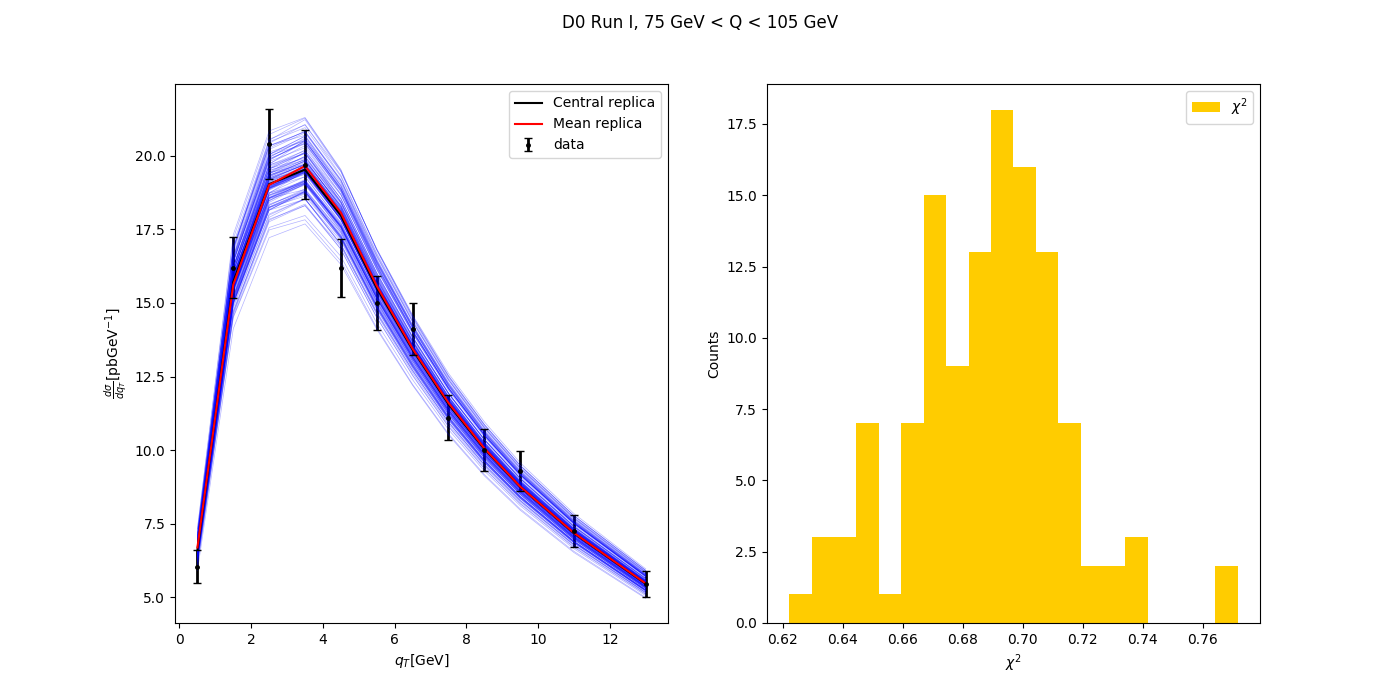 D0 Run I, 75 GeV < Q < 105 GeV
Central replica
Mean replica
data
20.0
17.5
15.0
12.5
10.0
7.5
5.0
dσ/dq_T [pbGeV⁻¹]
0 2 4 6 8 10 12
q_T[GeV]
χ²
17.5
15.0
12.5
10.0
7.5
5.0
2.5
0.0
Counts
0.62 0.64 0.66 0.68 0.70 0.72 0.74 0.76
χ²